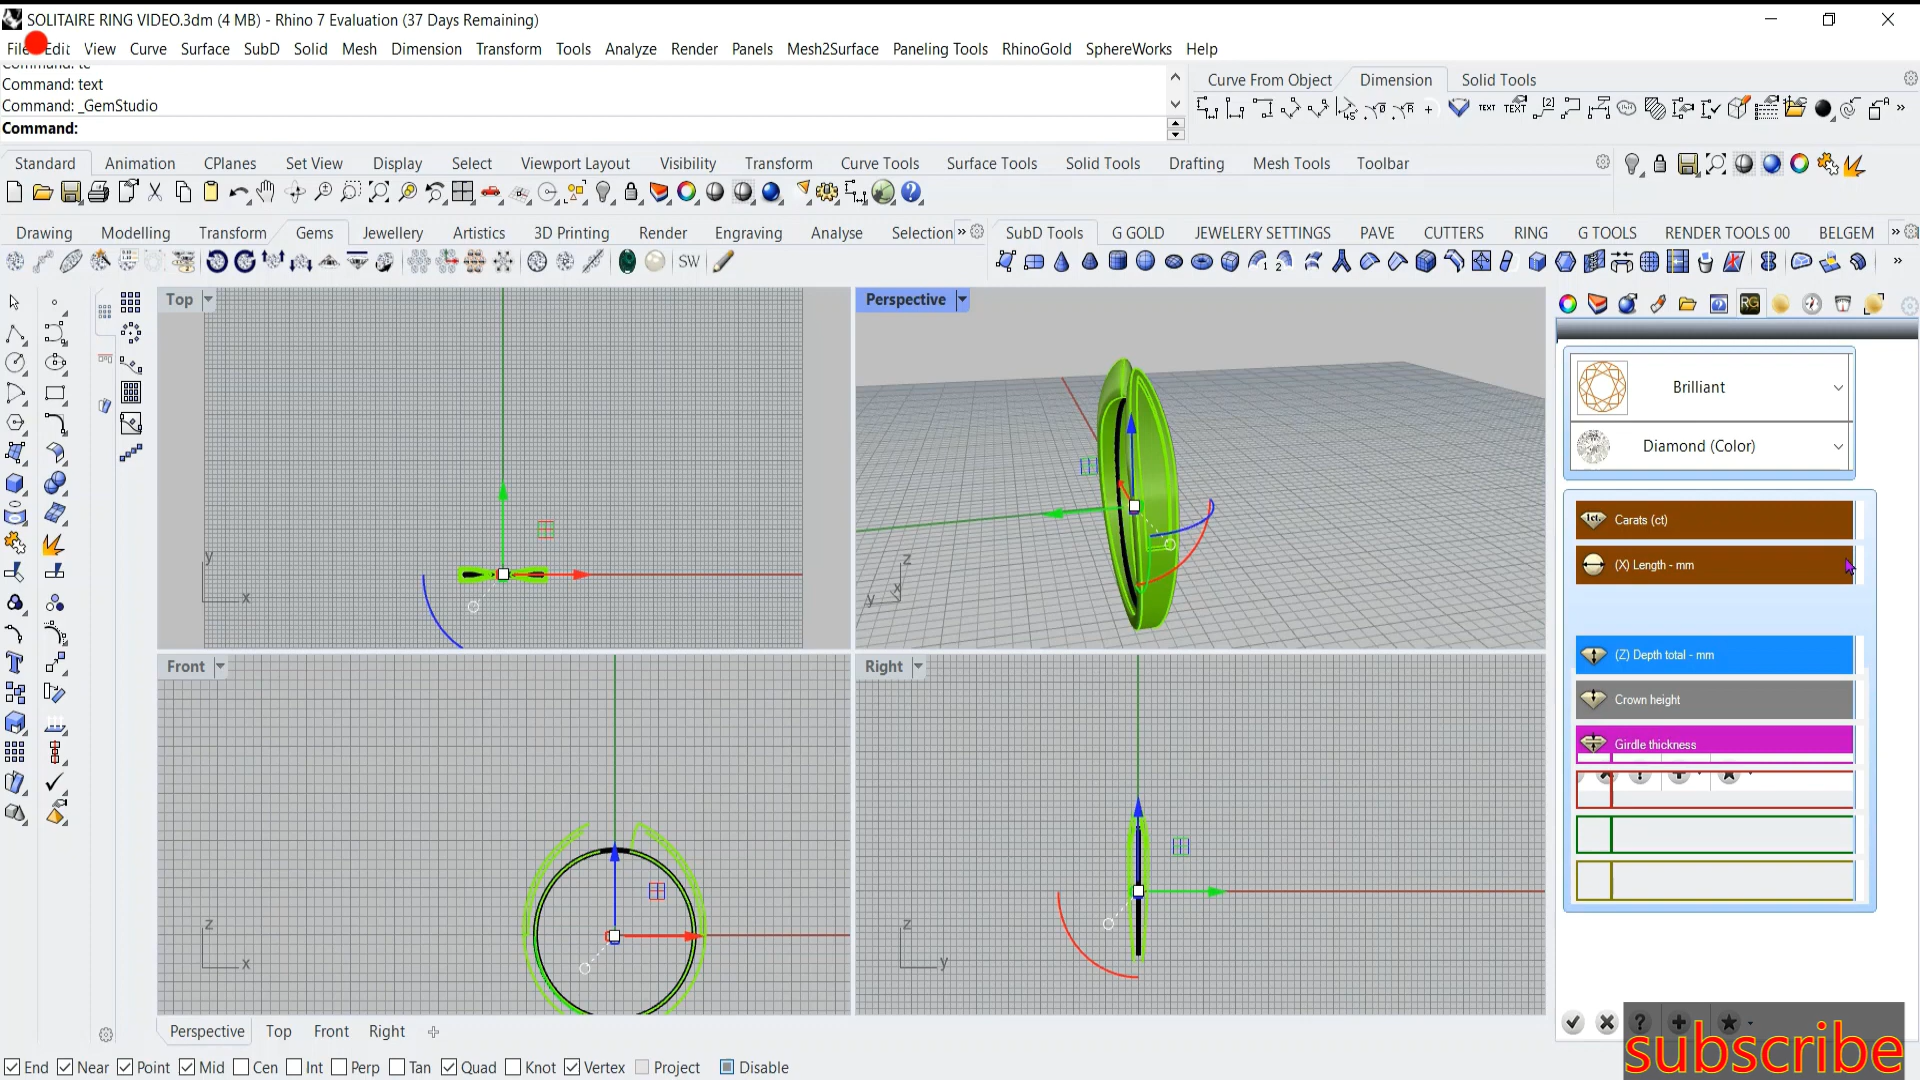 SOLITAIRE RING VIDEO.3dm (4 MB) - Rhino 7 Evaluation (37 Days Remaining)
File Edit View Curve Surface SubD Solid Mesh Dimension Transform Tools Analyze Render Panels Mesh2Surface Paneling Tools RhinoGold SphereWorks Help
Command: text
Command: _GemStudio
Command:
Curve From Object Dimension Solid Tools
TEXT TEXT
Standard Animation CPlanes Set View Display Select Viewport Layout Visibility Transform Curve Tools Surface Tools Solid Tools Drafting Mesh Tools Toolbar
Drawing Modelling Transform Gems Jewellery Artistics 3D Printing Render Engraving Analyse Selection »
SubD Tools G GOLD JEWELERY SETTINGS PAVE CUTTERS RING G TOOLS RENDER TOOLS 00 BELGEM »
SW
RG
Top
y
x
Perspective
z
x
y
Front
z
x
Right
z
y
Brilliant
Diamond (Color)
1ct. Carats (ct)
(X) Length - mm
(Z) Depth total - mm
Crown height
Girdle thickness
Perspective Top Front Right
subscribe
End Near Point Mid Cen Int Perp Tan Quad Knot Vertex Project Disable